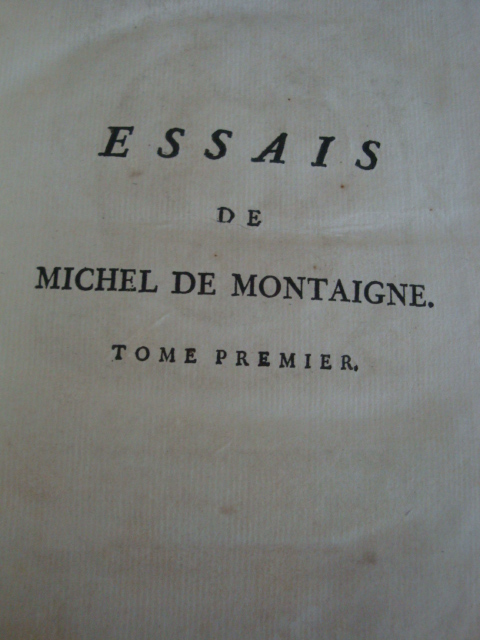 ESSAIS
DE
MICHEL DE MONTAIGNE.
TOME PREMIER.